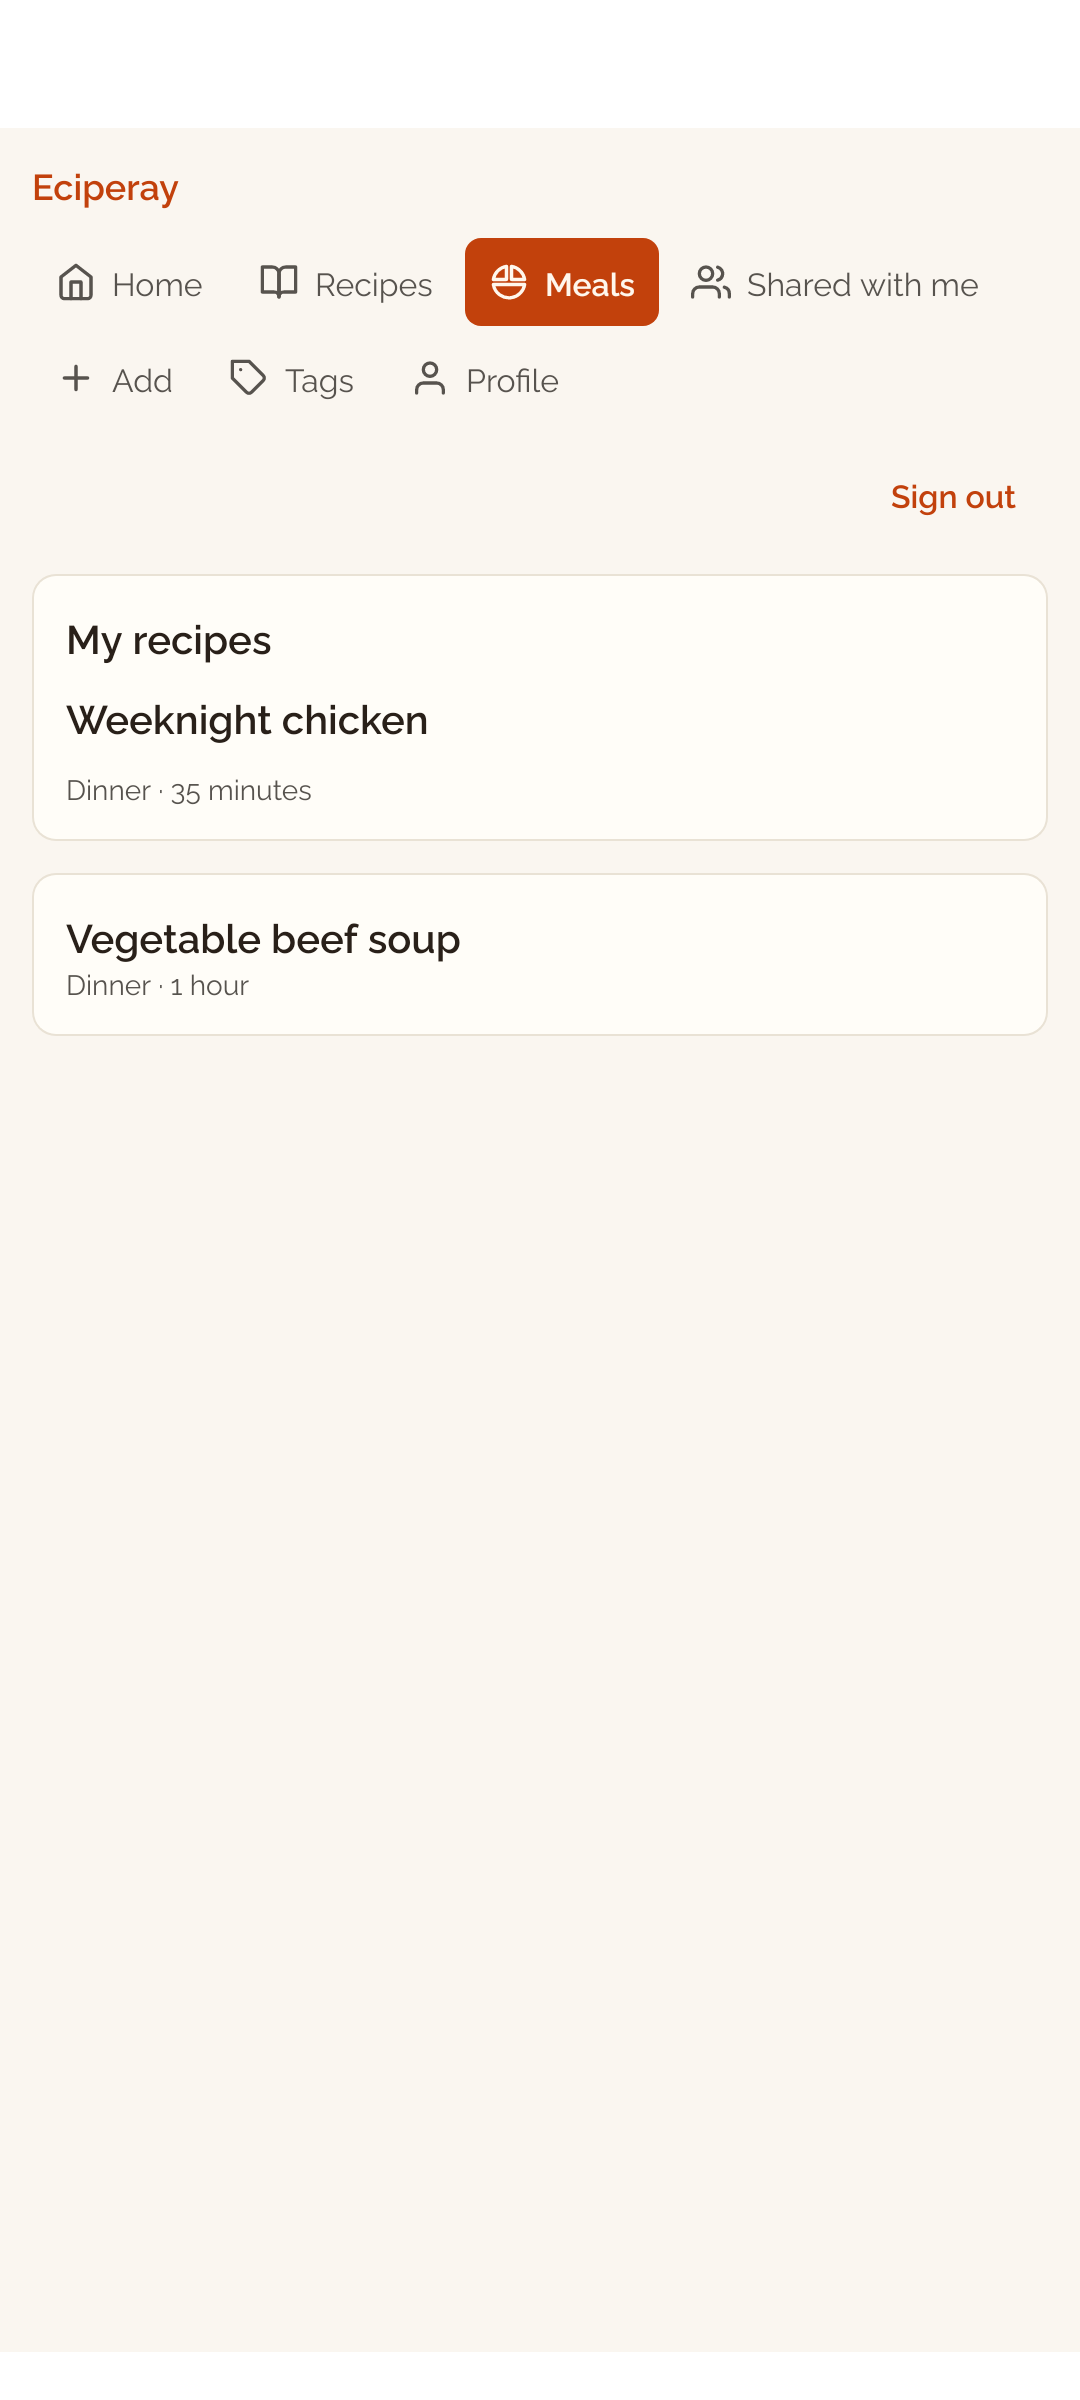 Eciperay
Home Recipes Meals Shared with me
Add Tags Profile
Sign out
My recipes
Weeknight chicken
Dinner · 35 minutes
Vegetable beef soup
Dinner · 1 hour